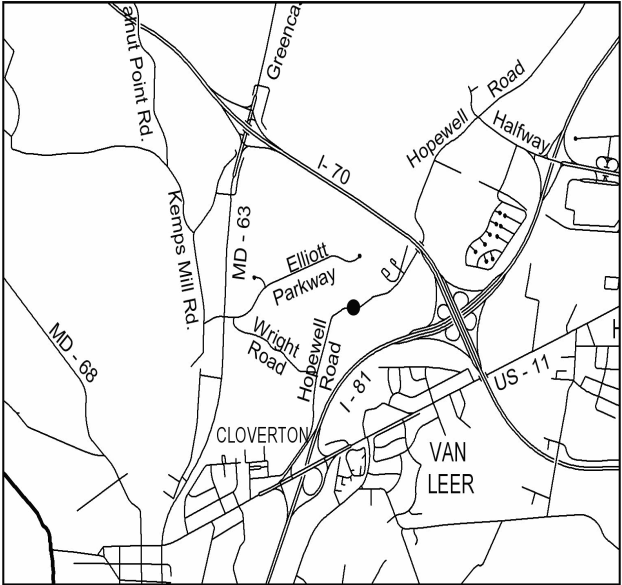 alnut Point Rd.
Greenca
Hopewell Road
Halfway
I-70
Kemps Mill Rd.
MD - 63
Elliott
Parkway
Wright
Road
Hopewell
Road
MD - 68
I - 81
US - 11
H
CLOVERTON
VAN
LEER